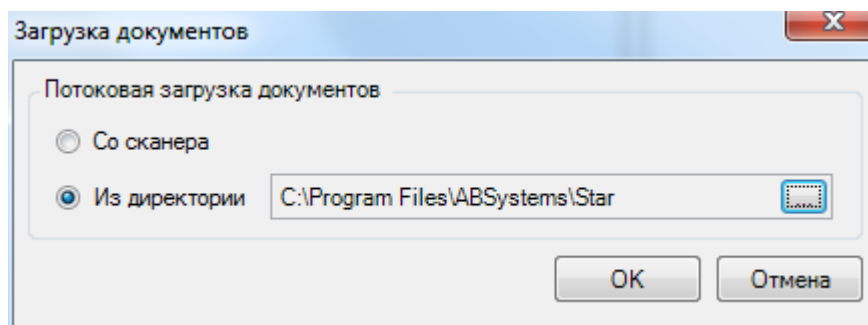 Загрузка документов
Потоковая загрузка документов
Со сканера
Из директории C:\Program Files\ABSystems\Star ...
OK Отмена